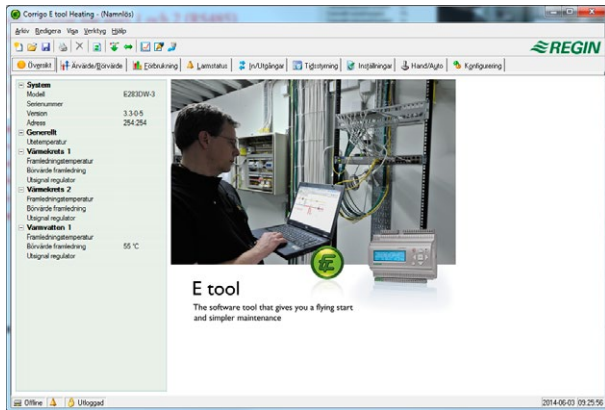 Corrigo E tool Heating - (Namnlös)
Arkiv Redigera Visa Verktyg Hjälp
REGIN
Översikt Ärvärde/Börvärde Förbrukning Larmstatus In/Utgångar Tidsstyrning Inställningar Hand/Auto Konfigurering
System
Modell E283DW-3
Serienummer
Version 3.3-0-5
Adress 254:254
Generellt
Utetemperatur
Värmekrets 1
Framledningstemperatur
Börvärde framledning
Utsignal regulator
Värmekrets 2
Framledningstemperatur
Börvärde framledning
Utsignal regulator
Varmvatten 1
Framledningstemperatur
Börvärde framledning 55 °C
Utsignal regulator
E tool
The software tool that gives you a flying start
and simpler maintenance
Offline Utloggad 2014-06-03 09:25:56